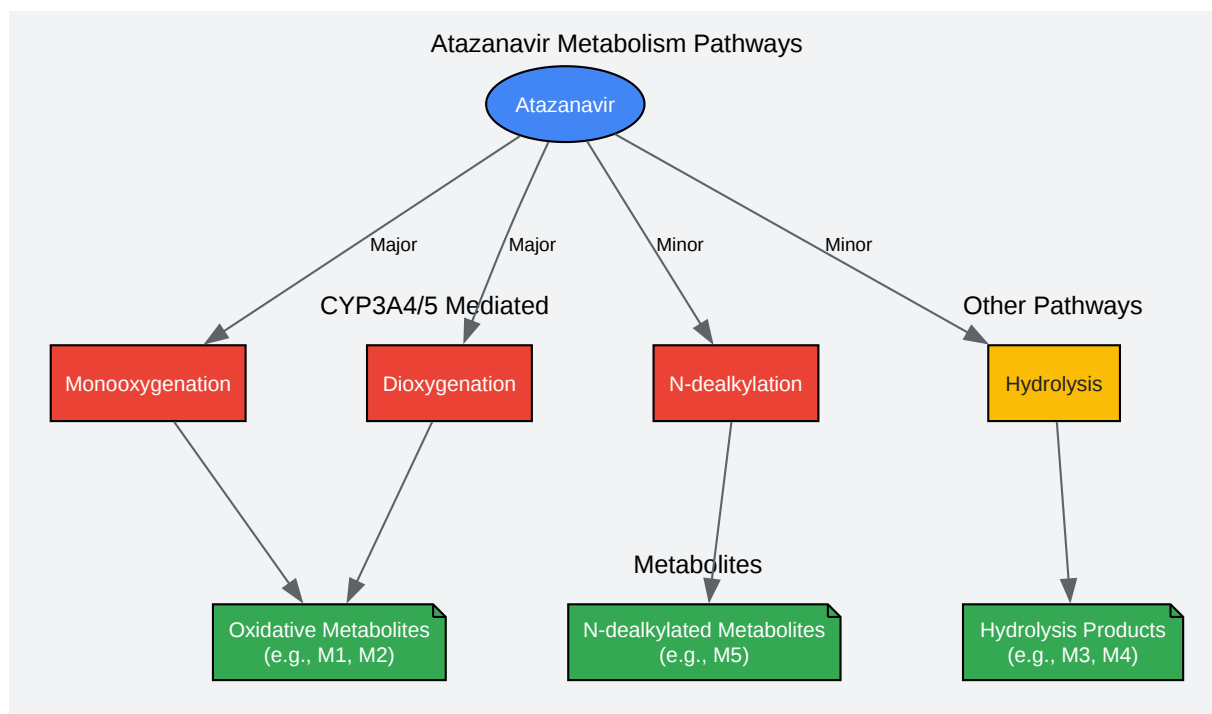 Atazanavir Metabolism Pathways
Atazanavir
Major
Major
Minor
Minor
CYP3A4/5 Mediated
Other Pathways
Monooxygenation
Dioxygenation
N-dealkylation
Hydrolysis
Metabolites
Oxidative Metabolites
(e.g., M1, M2)
N-dealkylated Metabolites
(e.g., M5)
Hydrolysis Products
(e.g., M3, M4)